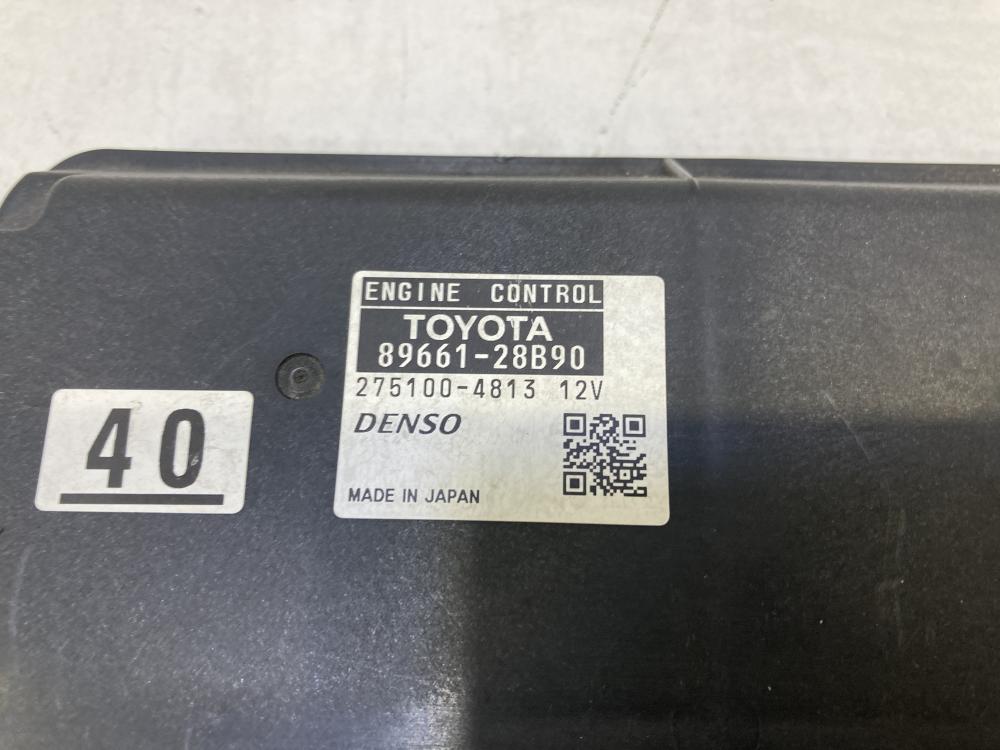 ENGINE CONTROL
TOYOTA
89661-28B90
275100-4813 12V
DENSO
MADE IN JAPAN
40